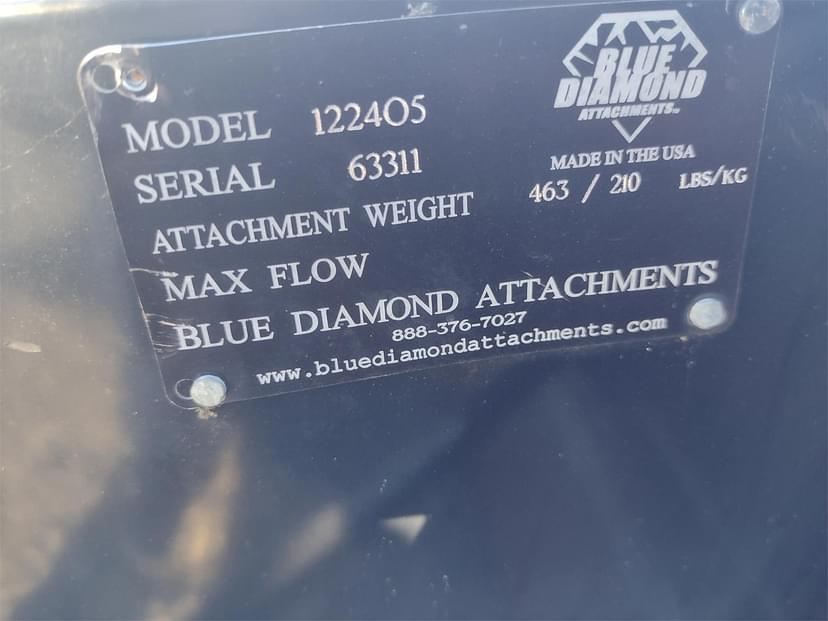 BLUE
DIAMOND
ATTACHMENTS™
MADE IN THE USA
MODEL 122405
SERIAL 63311
ATTACHMENT WEIGHT 463 / 210 LBS/KG
MAX FLOW
BLUE DIAMOND ATTACHMENTS
888-376-7027
www.bluediamondattachments.com